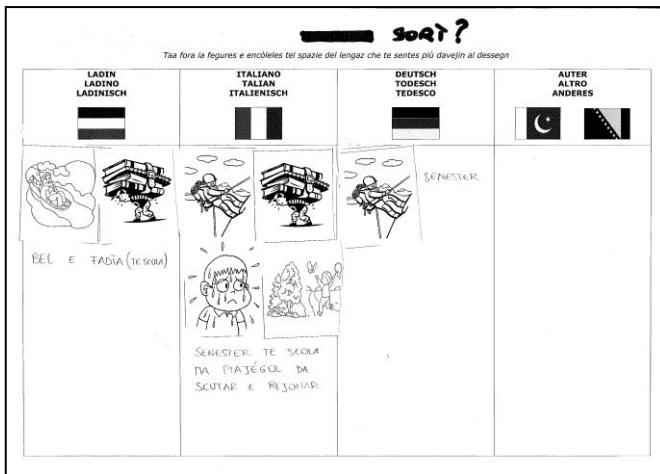 SORT?
Taa fora la fegures e encòleles tel spazie del lengaz che te sentes più davejin al dessegn
LADIN
LADINO
LADINISCH
ITALIANO
TALIAN
ITALIENISCH
DEUTSCH
TODESCH
TEDESCO
AUTER
ALTRO
ANDERES
SENESTER
BEL E FADÌA (TE SCOLA)
SENESTER TE SCOLA
MA PIAJÉGOL DA
SCUTAR E REJONAR